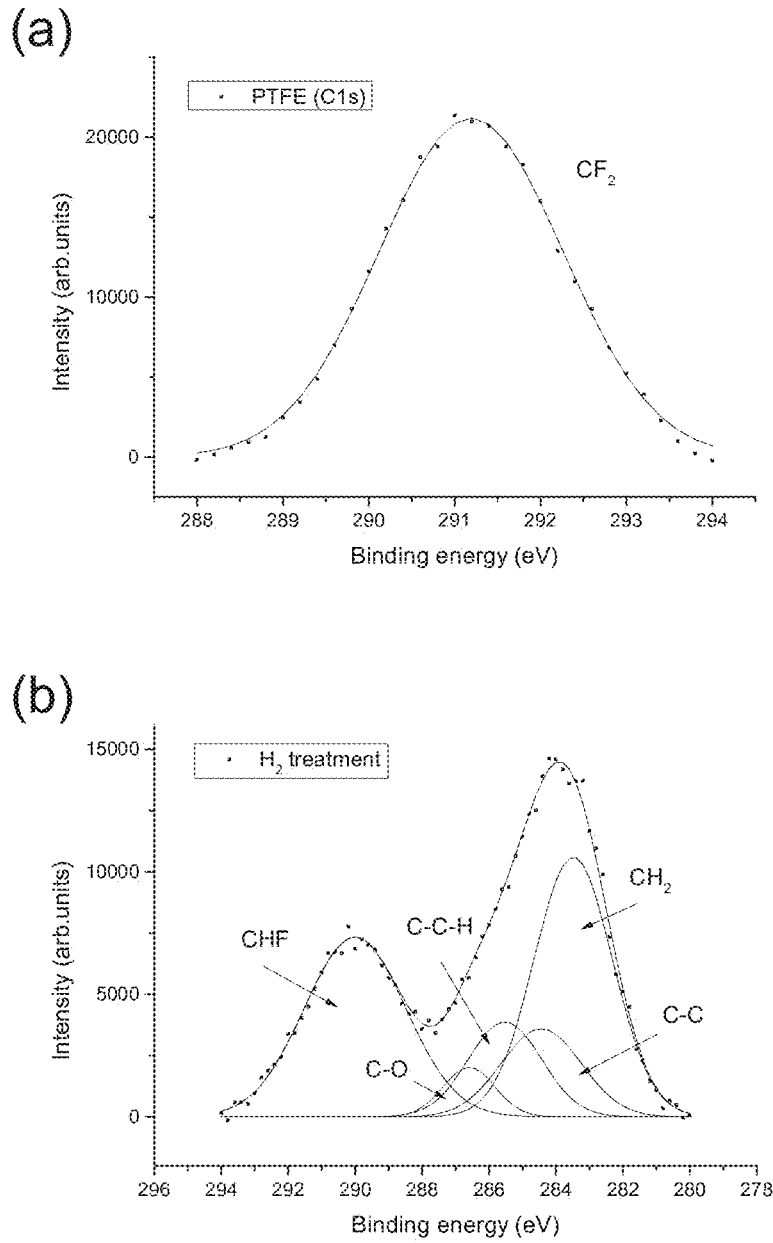 (a)
PTFE (C1s)
CF₂
20000
10000
0
Intensity (arb.units)
288 289 290 291 292 293 294
Binding energy (eV)
(b)
H₂ treatment
15000
10000
5000
0
Intensity (arb.units)
CHF
C-C-H
CH₂
C-O
C-C
296 294 292 290 288 286 284 282 280 278
Binding energy (eV)